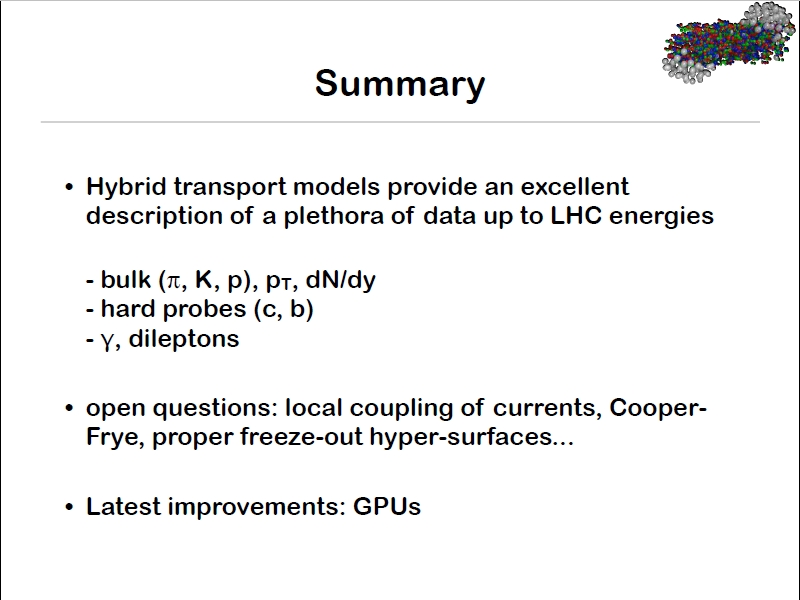 Summary
• Hybrid transport models provide an excellent
description of a plethora of data up to LHC energies
- bulk (π, K, p), pT, dN/dy
- hard probes (c, b)
- γ, dileptons
• open questions: local coupling of currents, Cooper-
Frye, proper freeze-out hyper-surfaces...
• Latest improvements: GPUs